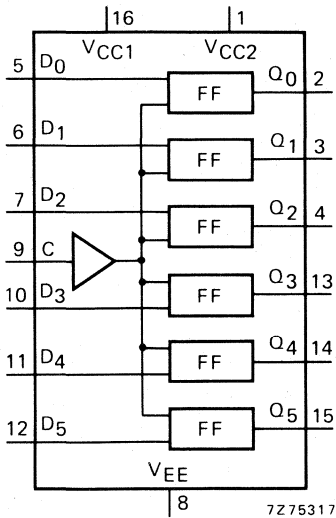 16 1
VCC1 VCC2
5 D0 FF Q0 2
6 D1 FF Q1 3
7 D2 FF Q2 4
9 C
10 D3 FF Q3 13
11 D4 FF Q4 14
12 D5 FF Q5 15
VEE
8
7Z75317